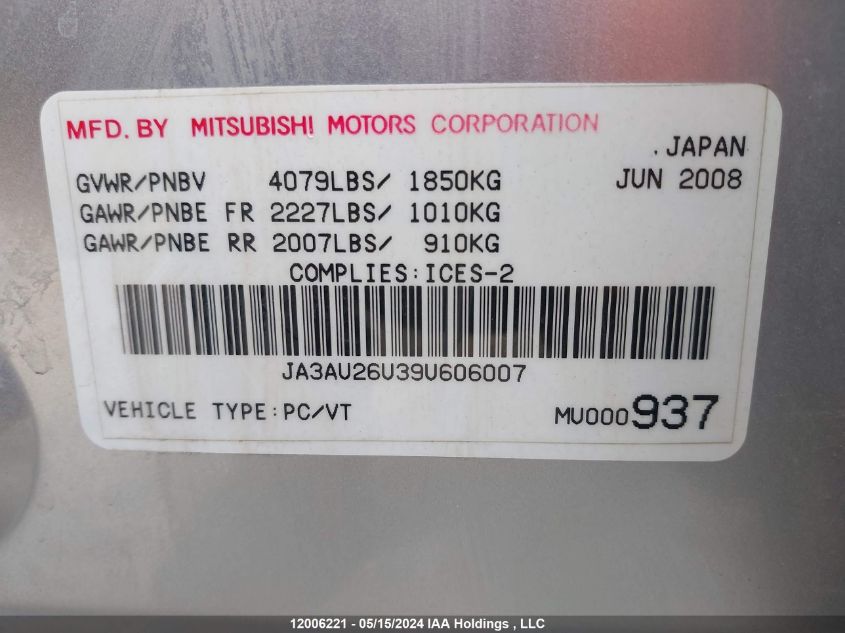 MFD. BY MITSUBISHI MOTORS CORPORATION
. JAPAN
GVWR/PNBV 4079LBS/ 1850KG JUN 2008
GAWR/PNBE FR 2227LBS/ 1010KG
GAWR/PNBE RR 2007LBS/ 910KG
COMPLIES:ICES-2
JA3AU26U39U606007
VEHICLE TYPE:PC/VT MU000937
12006221 - 05/15/2024 IAA Holdings , LLC